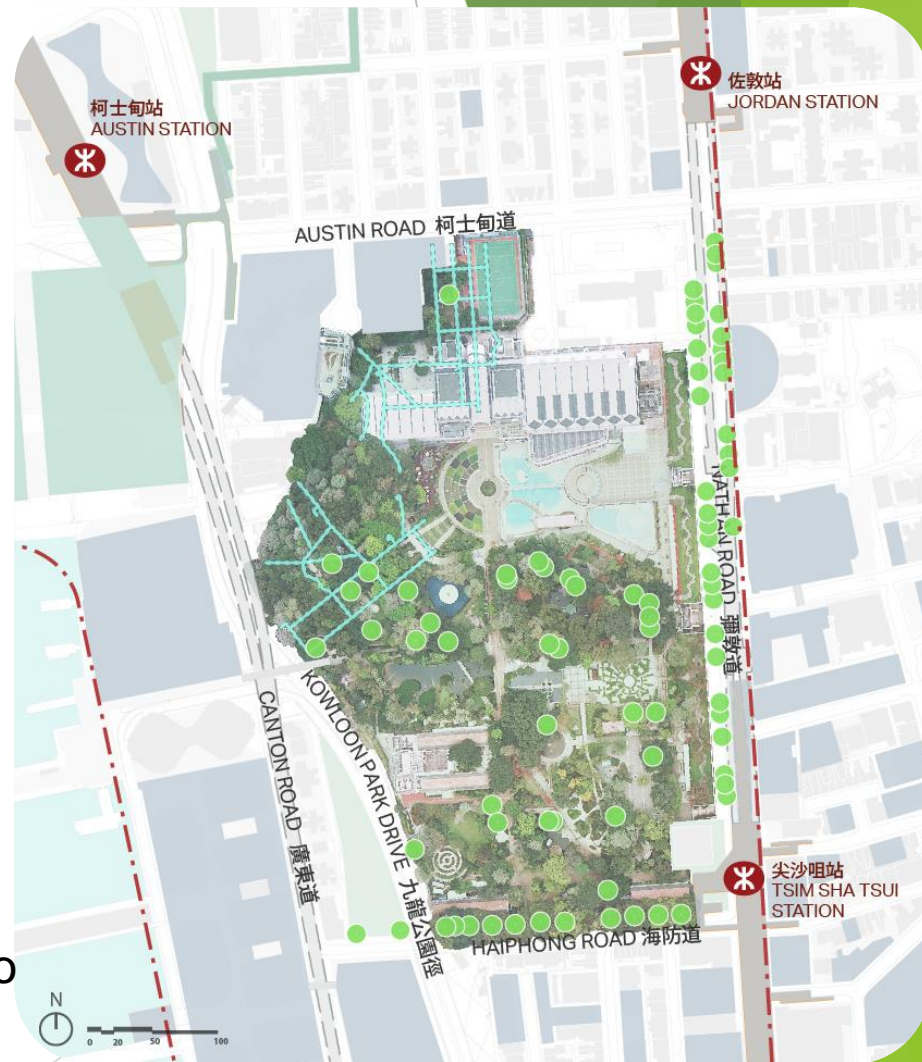 佐敦站
JORDAN STATION
柯士甸站
AUSTIN STATION
AUSTIN ROAD 柯士甸道
NATHAN ROAD 彌敦道
KOWLOON PARK DRIVE 九龍公園徑
CANTON ROAD 廣東道
尖沙咀站
TSIM SHA TSUI
STATION
HAIPHONG ROAD 海防道
o
N
0 20 50 100